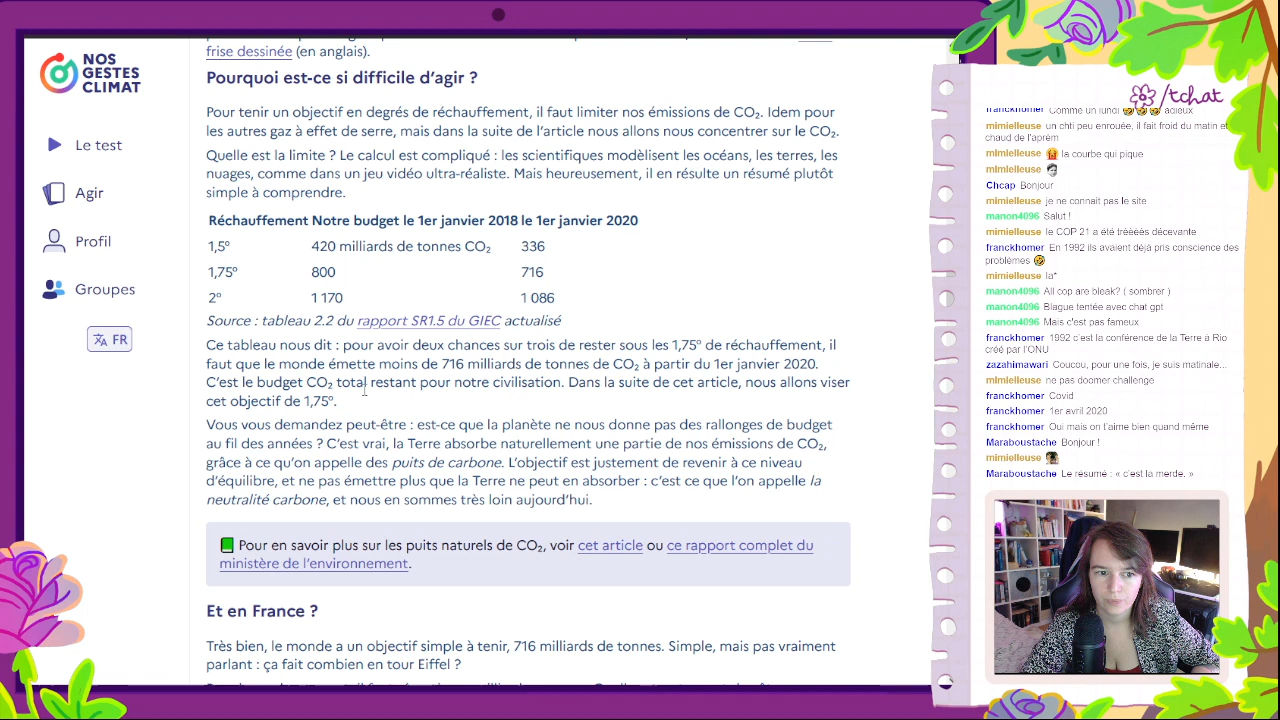 frise dessinée (en anglais).
NOS
GESTES
CLIMAT
Le test
Agir
Profil
Groupes
FR
Pourquoi est-ce si difficile d'agir ?
Pour tenir un objectif en degrés de réchauffement, il faut limiter nos émissions de CO₂. Idem pour
les autres gaz à effet de serre, mais dans la suite de l'article nous allons nous concentrer sur le CO₂.
Quelle est la limite ? Le calcul est compliqué : les scientifiques modélisent les océans, les terres, les
nuages, comme dans un jeu vidéo ultra-réaliste. Mais heureusement, il en résulte un résumé plutôt
simple à comprendre.
Réchauffement Notre budget le 1er janvier 2018 le 1er janvier 2020
1,5° 420 milliards de tonnes CO₂ 336
1,75° 800 716
2° 1 170 1 086
Source : tableau 2.2 du rapport SR1.5 du GIEC actualisé
Ce tableau nous dit : pour avoir deux chances sur trois de rester sous les 1,75° de réchauffement, il
faut que le monde émette moins de 716 milliards de tonnes de CO₂ à partir du 1er janvier 2020.
C'est le budget CO₂ total restant pour notre civilisation. Dans la suite de cet article, nous allons viser
cet objectif de 1,75°.
Vous vous demandez peut-être : est-ce que la planète ne nous donne pas des rallonges de budget
au fil des années ? C'est vrai, la Terre absorbe naturellement une partie de nos émissions de CO₂,
grâce à ce qu'on appelle des puits de carbone. L'objectif est justement de revenir à ce niveau
d'équilibre, et ne pas émettre plus que la Terre ne peut en absorber : c'est ce que l'on appelle la
neutralité carbone, et nous en sommes très loin aujourd'hui.
Pour en savoir plus sur les puits naturels de CO₂, voir cet article ou ce rapport complet du
ministère de l'environnement.
Et en France ?
Très bien, le monde a un objectif simple à tenir, 716 milliards de tonnes. Simple, mais pas vraiment
parlant : ça fait combien en tour Eiffel ?
/tchat
franckhomer Comme un lundi adieux
mimielleuse un chti peu enrouée, il fait froid du matin et
chaud de l'aprem
mimielleuse la courbe qui pique
mimielleuse
Chcap Bonjour
mimielleuse je ne connait pas le site
manon4096 Salut !
mimielleuse le COP 21 a été trèèèès décevante
franckhomer En 1992 ils avaient déjà pris conscience des
problèmes
mimielleuse la*
manon4096 All cop are bleak? ( sombrer )
manon4096 Blague tentée avec chat gpt
manon4096 Mais c'est pas fameux
franckhomer 1992 c'est la conférence de la Terre à Rio
créé par l'ONU
zazahimawari Coucou, pour une fois, je suis matinale...
mimielleuse ne pas doomer challenge
franckhomer Covid
franckhomer 1er avril 2020
franckhomer Oui mais on t'aime bien quand même
Maraboustache Bonjour !
mimielleuse
Maraboustache Le résumé : « c'est la merde. »